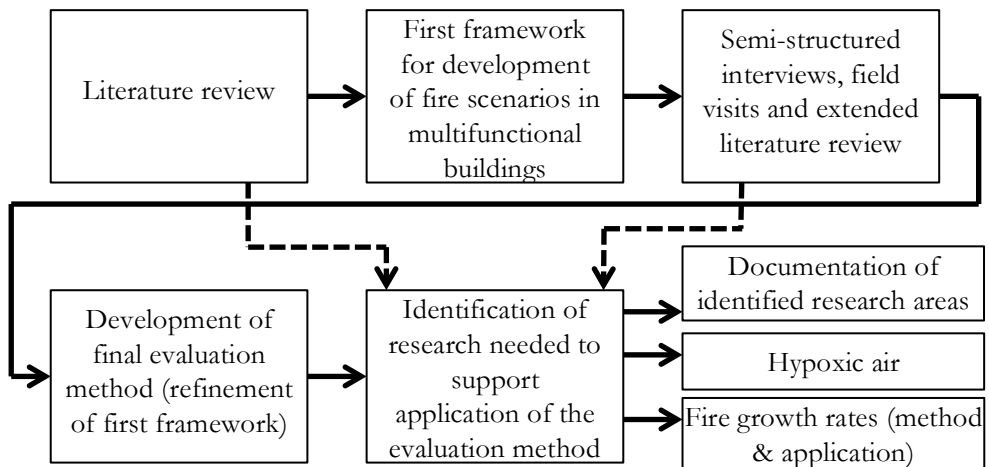 Literature review
First framework
for development
of fire scenarios in
multifunctional
buildings
Semi-structured
interviews, field
visits and extended
literature review
Development of
final evaluation
method (refinement
of first framework)
Identification of
research needed to
support
application of the
evaluation method
Documentation of
identified research areas
Hypoxic air
Fire growth rates (method
& application)